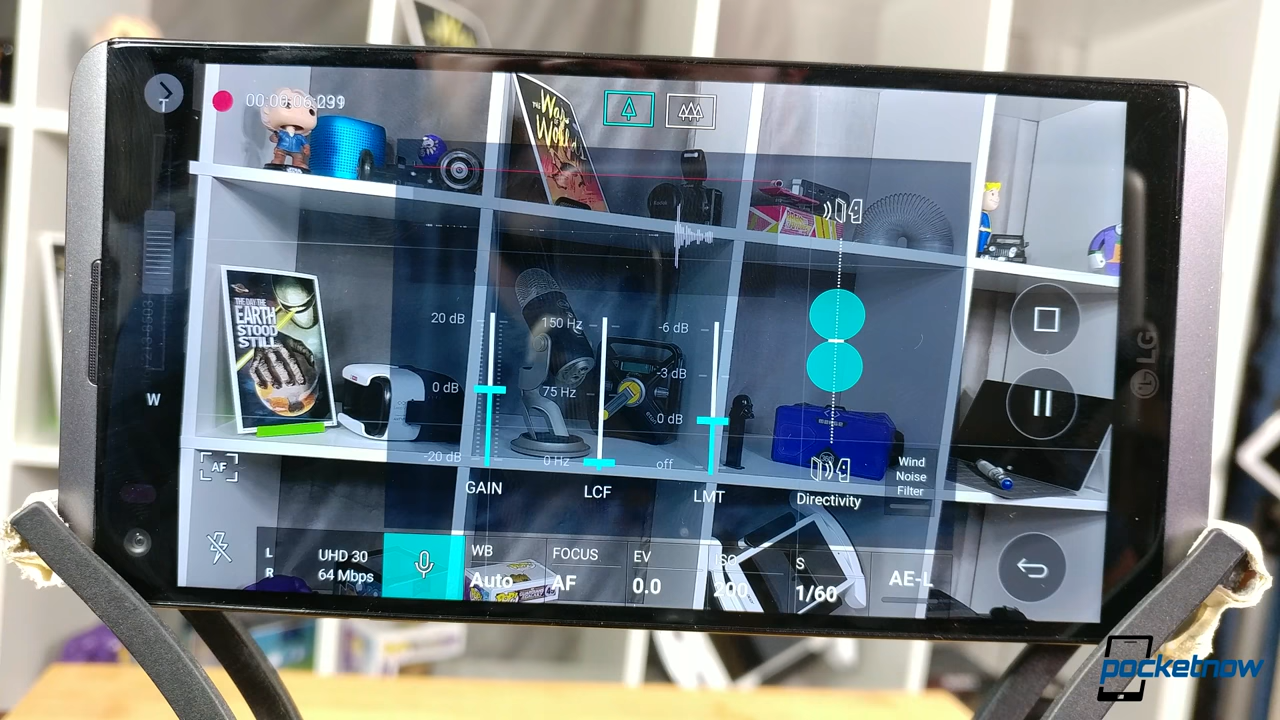 T
00:00:06:
THE
War
of the
Worlds
20 dB
0 dB
-20 dB
GAIN
150 Hz
75 Hz
0 Hz
LCF
-6 dB
-3 dB
0 dB
off
LMT
Directivity
Wind
Noise
Filter
THE DAY THE
EARTH
STOOD
STILL
W
AF
L
R
UHD 30
64 Mbps
WB
Auto
FOCUS
AF
EV
0.0
ISO
200
S
1/60
AE-L
LG
pocketnow